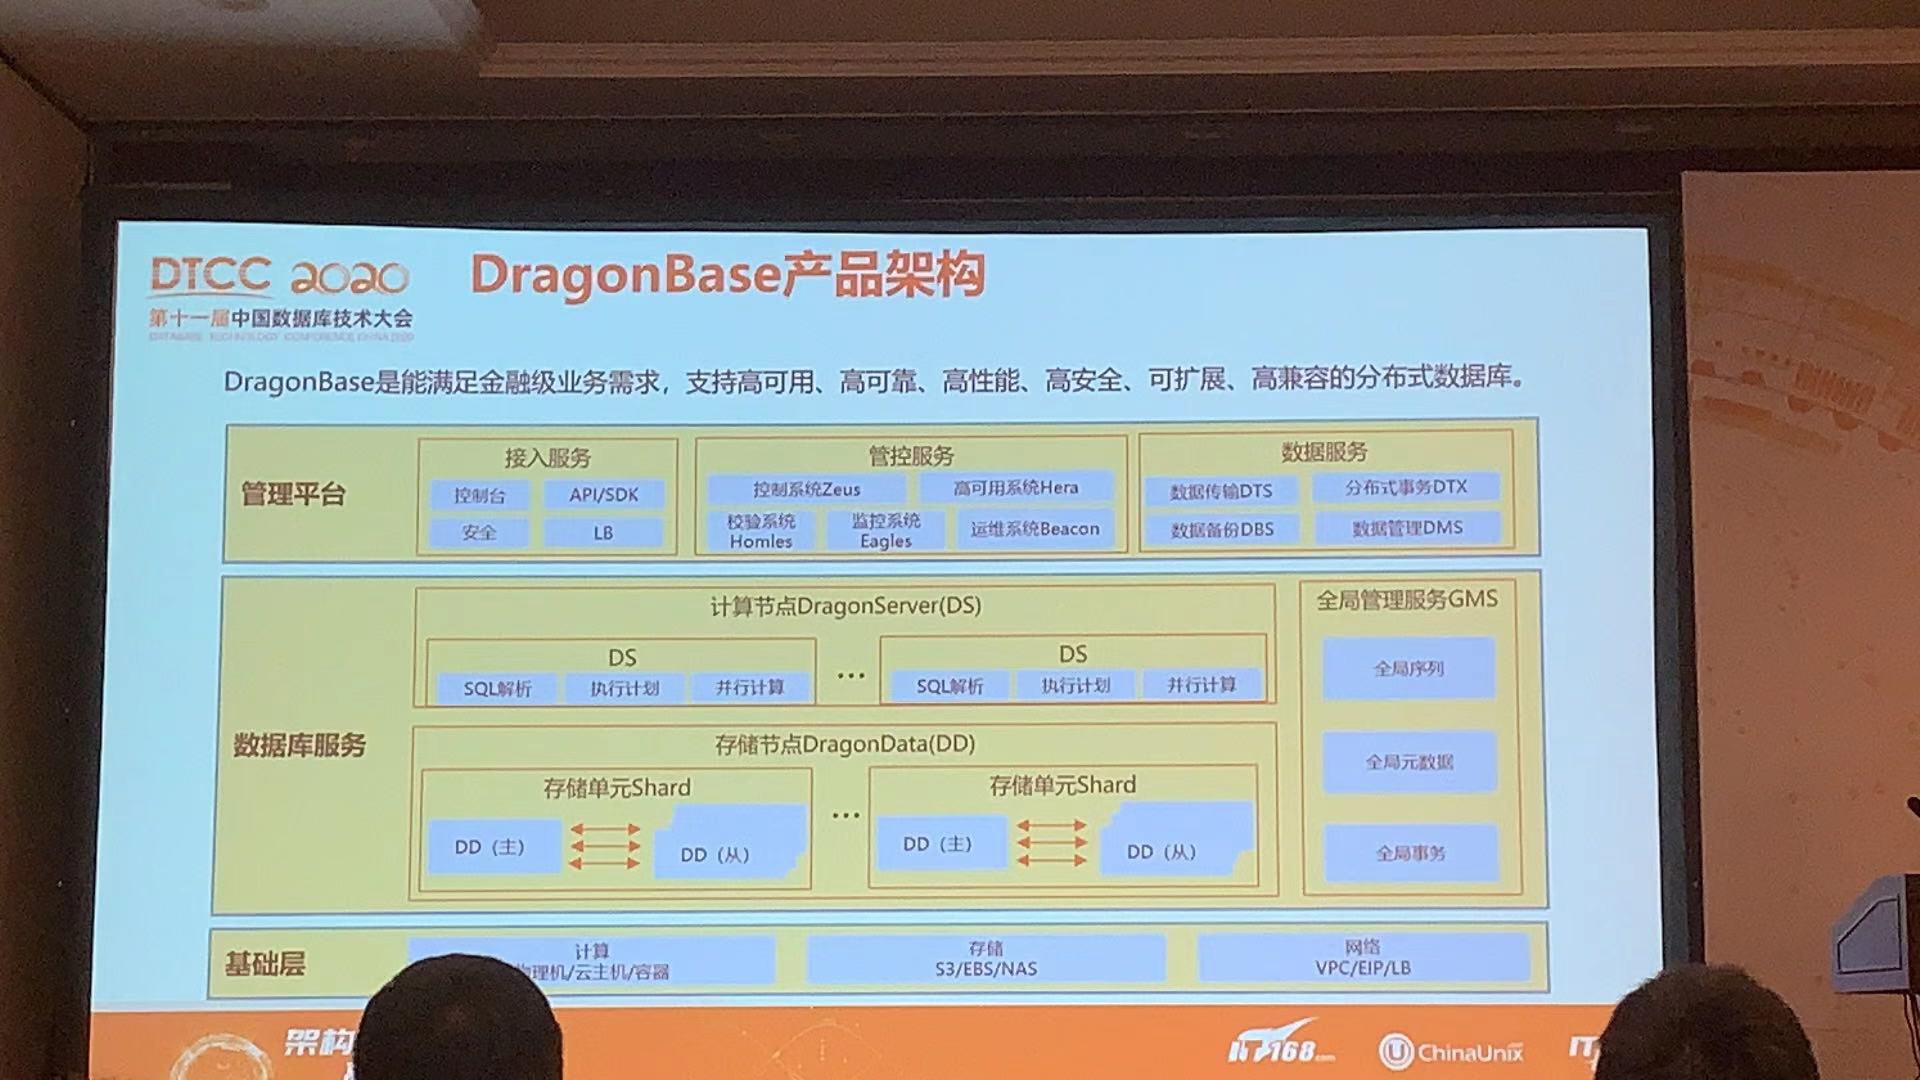 DTCC 2020
第十一届中国数据库技术大会
DATABASE TECHNOLOGY CONFERENCE CHINA 2020
DragonBase产品架构
DragonBase是能满足金融级业务需求，支持高可用、高可靠、高性能、高安全、可扩展、高兼容的分布式数据库。
管理平台
接入服务
控制台 API/SDK
安全 LB
管控服务
控制系统Zeus 高可用系统Hera
校验系统 监控系统 运维系统Beacon
Homles Eagles
数据服务
数据传输DTS 分布式事务DTX
数据备份DBS 数据管理DMS
数据库服务
计算节点DragonServer(DS)
DS
SQL解析 执行计划 并行计算
...
DS
SQL解析 执行计划 并行计算
存储节点DragonData(DD)
存储单元Shard
DD（主） DD（从）
...
存储单元Shard
DD（主） DD（从）
全局管理服务GMS
全局序列
全局元数据
全局事务
基础层
计算
理机/云主机/容器
存储
S3/EBS/NAS
网络
VPC/EIP/LB
架构
IT168.com
ChinaUnix